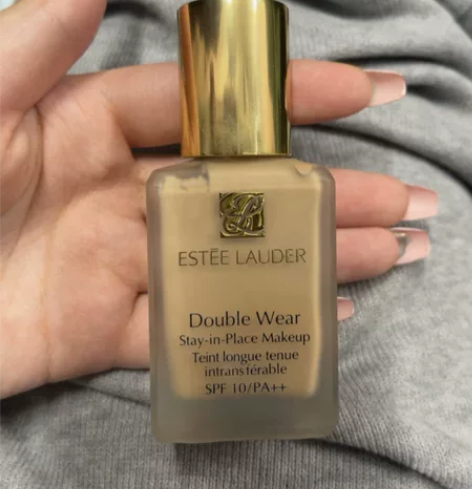 ESTĒE LAUDER
Double Wear
Stay-in-Place Makeup
Teint longue tenue
intransférable
SPF 10/PA++